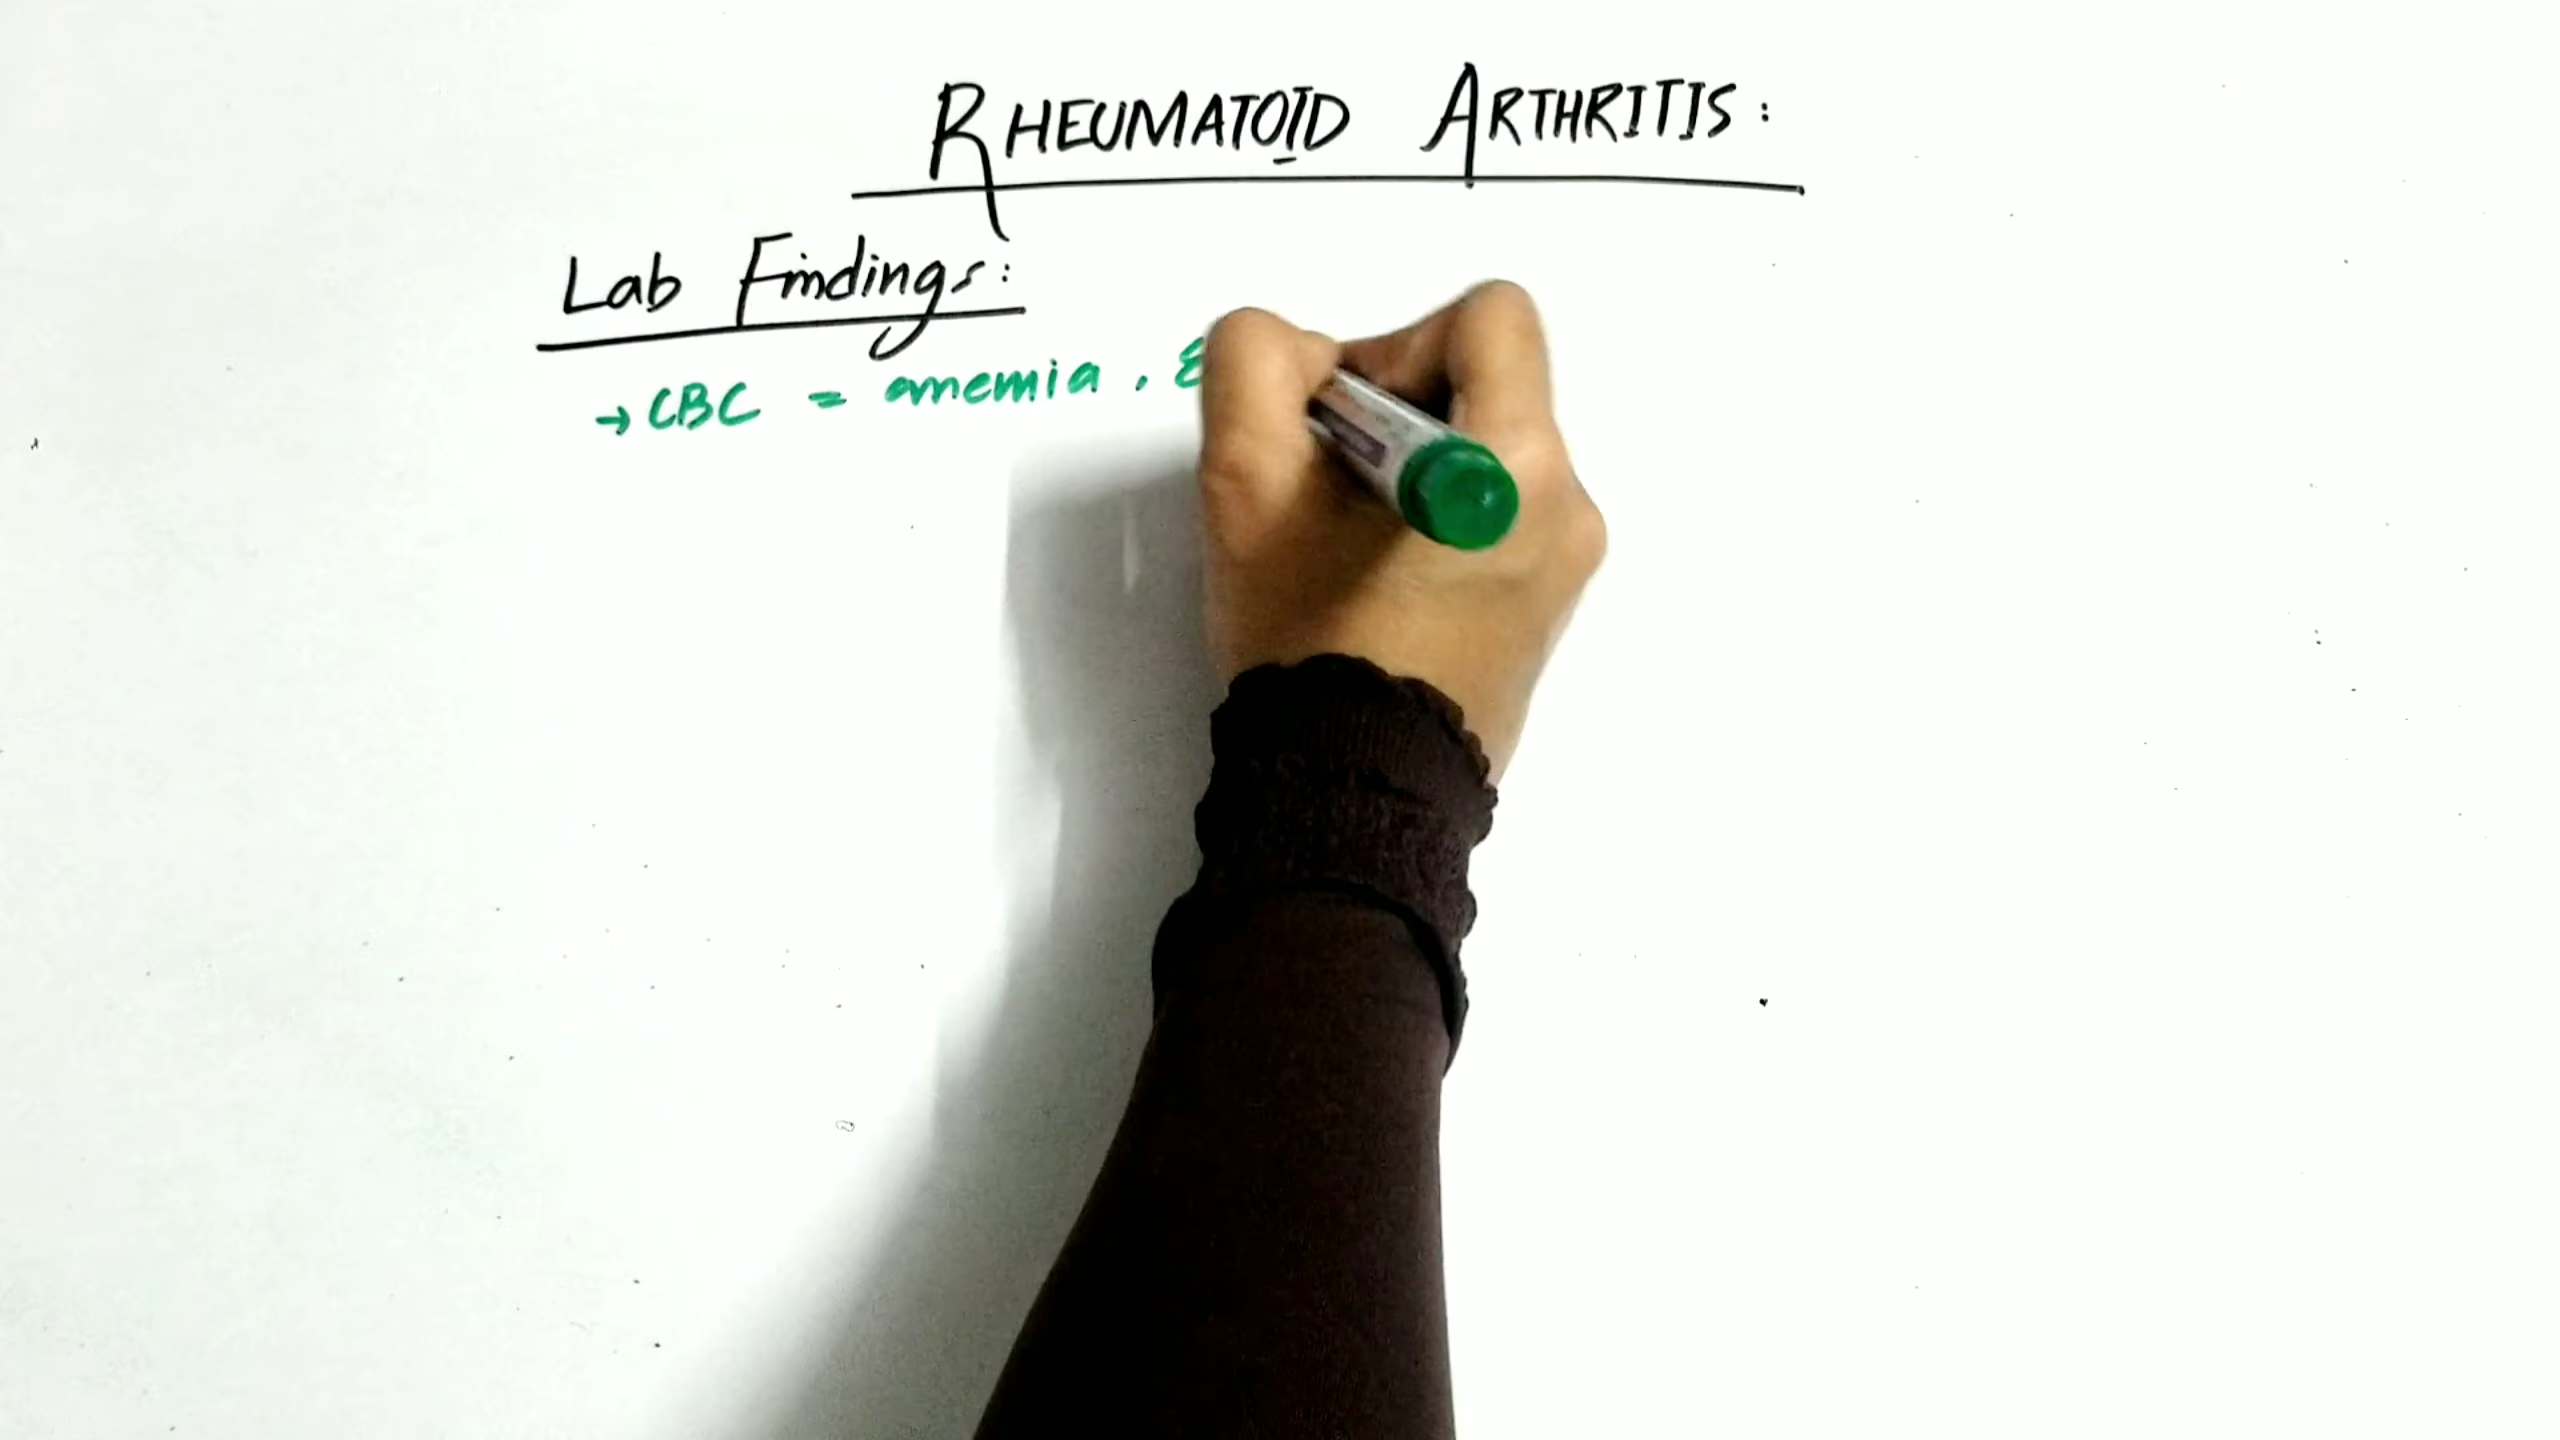 RHEUMATOID ARTHRITIS:
Lab Findings:
→ CBC = anemia, E